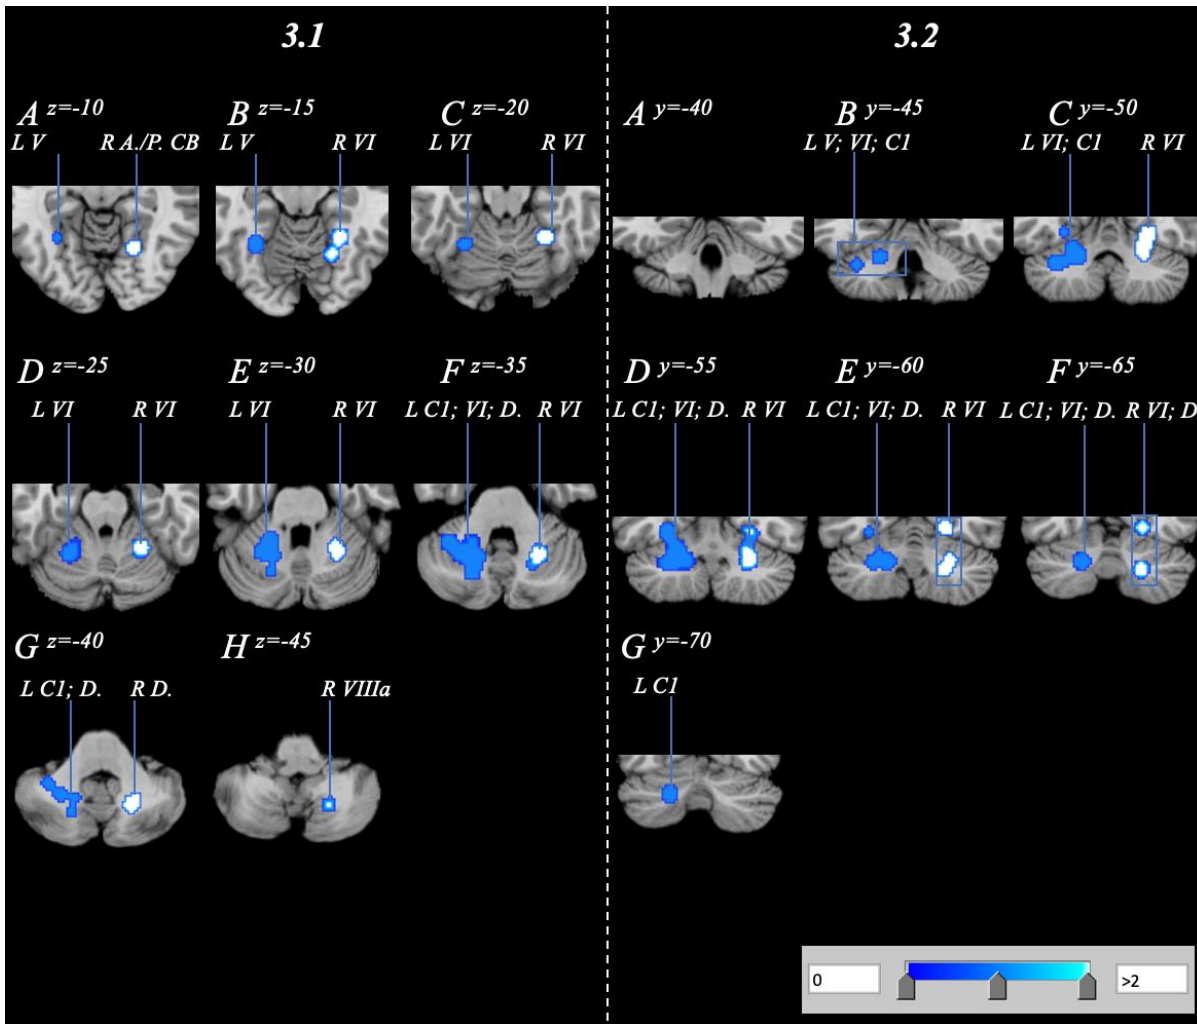 3.1
A z=-10 B z=-15 C z=-20
L V R A./P. CB L V R VI L VI R VI
D z=-25 E z=-30 F z=-35
L VI R VI L VI R VI L C1; VI; D. R VI
G z=-40 H z=-45
L C1; D. R D. R VIIIa
3.2
A y=-40 B y=-45 C y=-50
L V; VI; C1 L VI; C1 R VI
D y=-55 E y=-60 F y=-65
L C1; VI; D. R VI L C1; VI; D. R VI L C1; VI; D. R VI; D
G y=-70
L C1
0 >2